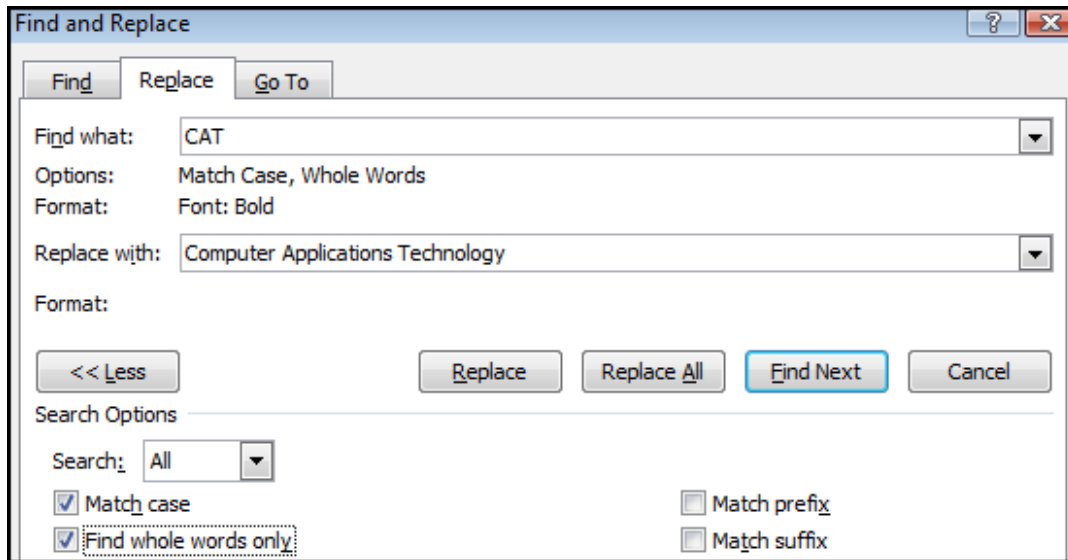 Find and Replace ?
Find Replace Go To
Find what: CAT
Options: Match Case, Whole Words
Format: Font: Bold
Replace with: Computer Applications Technology
Format:
<< Less Replace Replace All Find Next Cancel
Search Options
Search: All
Match case Match prefix
Find whole words only Match suffix